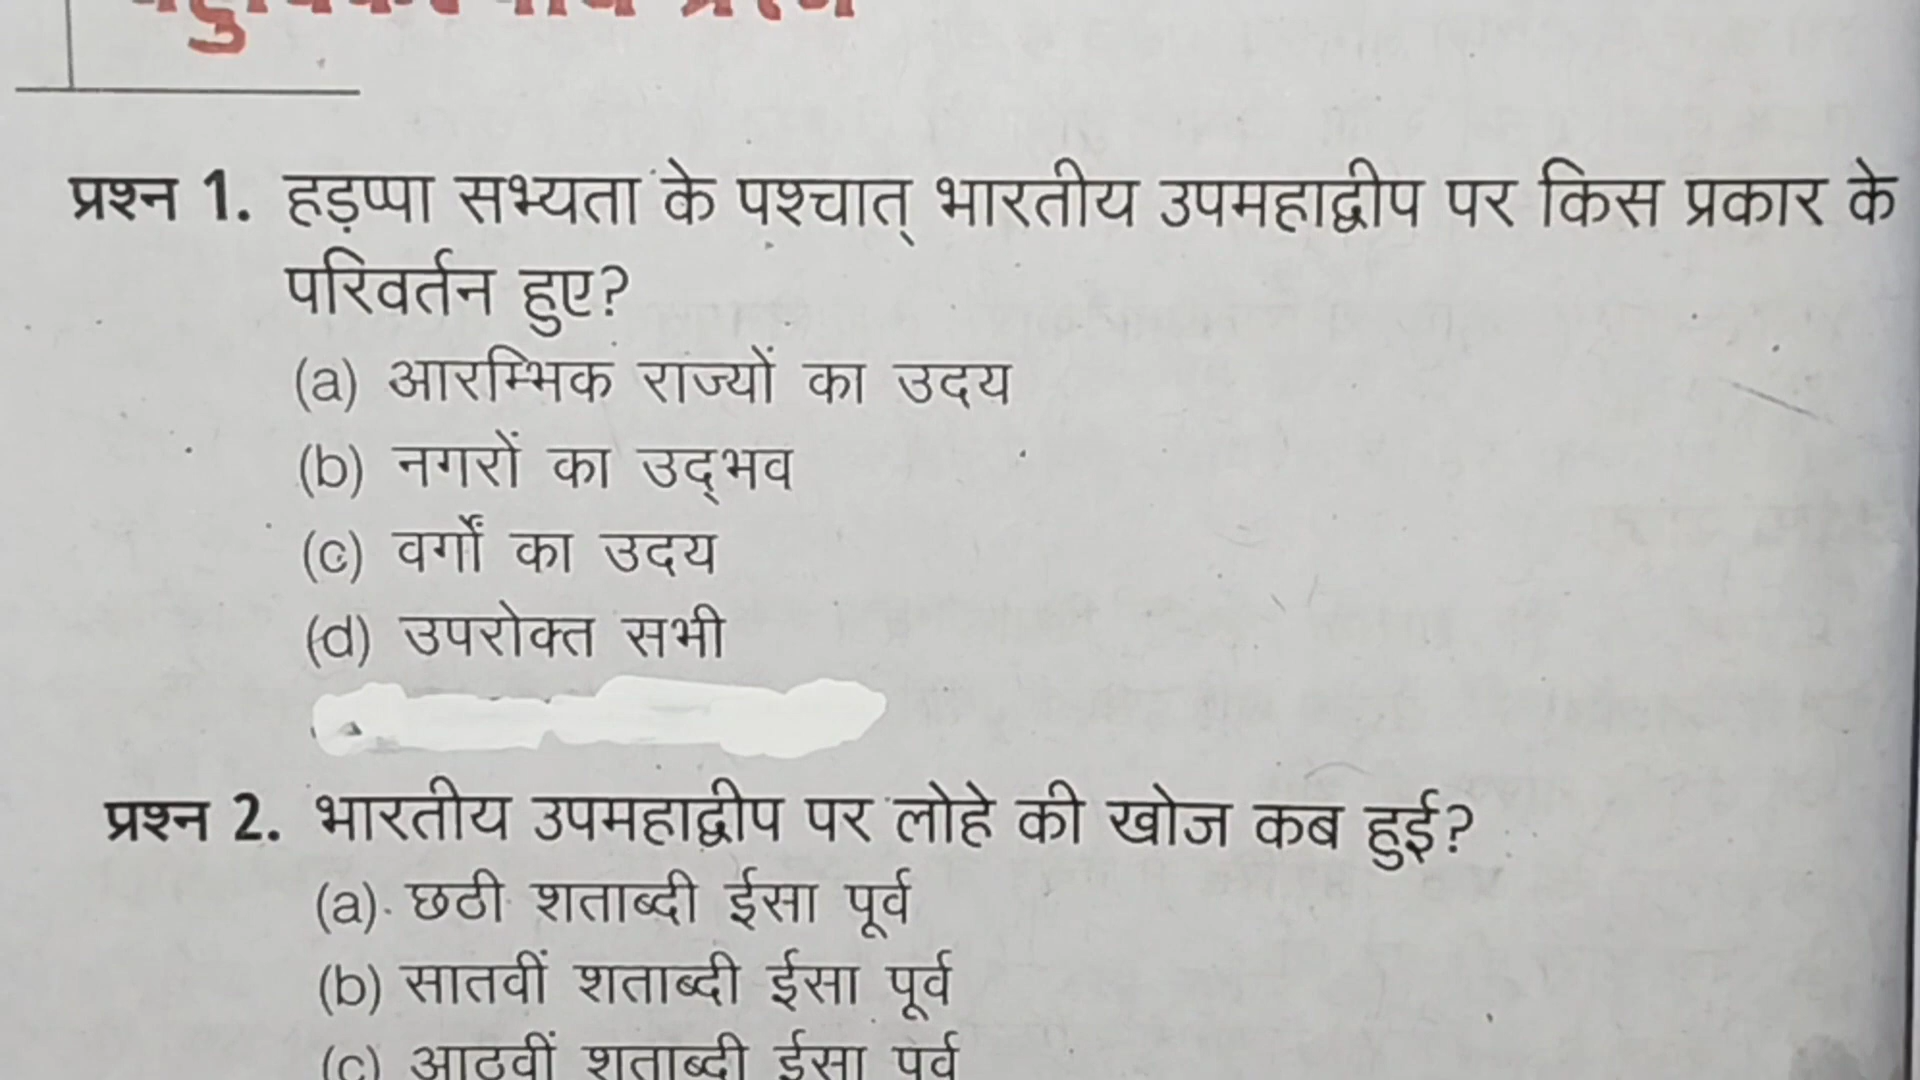 प्रश्न 1. हड़प्पा सभ्यता के पश्चात् भारतीय उपमहाद्वीप पर किस प्रकार के
परिवर्तन हुए?
(a) आरम्भिक राज्यों का उदय
(b) नगरों का उद्भव
(c) वर्गों का उदय
(d) उपरोक्त सभी
प्रश्न 2. भारतीय उपमहाद्वीप पर लोहे की खोज कब हुई?
(a) छठी शताब्दी ईसा पूर्व
(b) सातवीं शताब्दी ईसा पूर्व
(c) आठवीं शताब्दी ईसा पूर्व